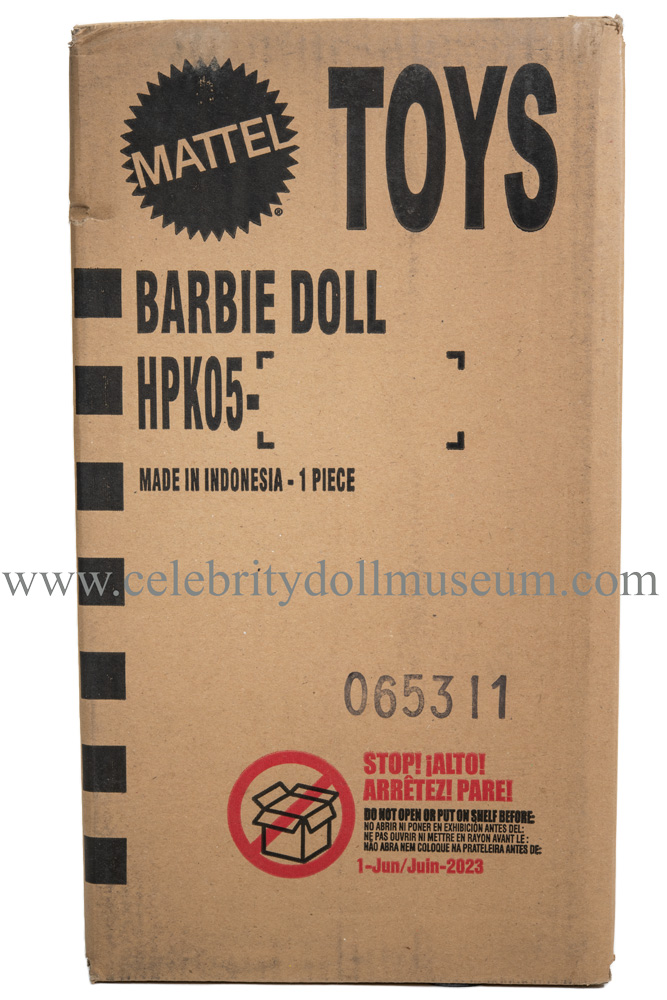 MATTEL
®
TOYS
BARBIE DOLL
HPK05-
MADE IN INDONESIA - 1 PIECE
www.celebritydollmuseum.com
065311
STOP! ¡ALTO!
ARRÊTEZ! PARE!
DO NOT OPEN OR PUT ON SHELF BEFORE:
NO ABRIR NI PONER EN EXHIBICIÓN ANTES DEL:
NE PAS OUVRIR NI METTRE EN RAYON AVANT LE :
NÃO ABRA NEM COLOQUE NA PRATELEIRA ANTES DE:
1-Jun/Juin-2023